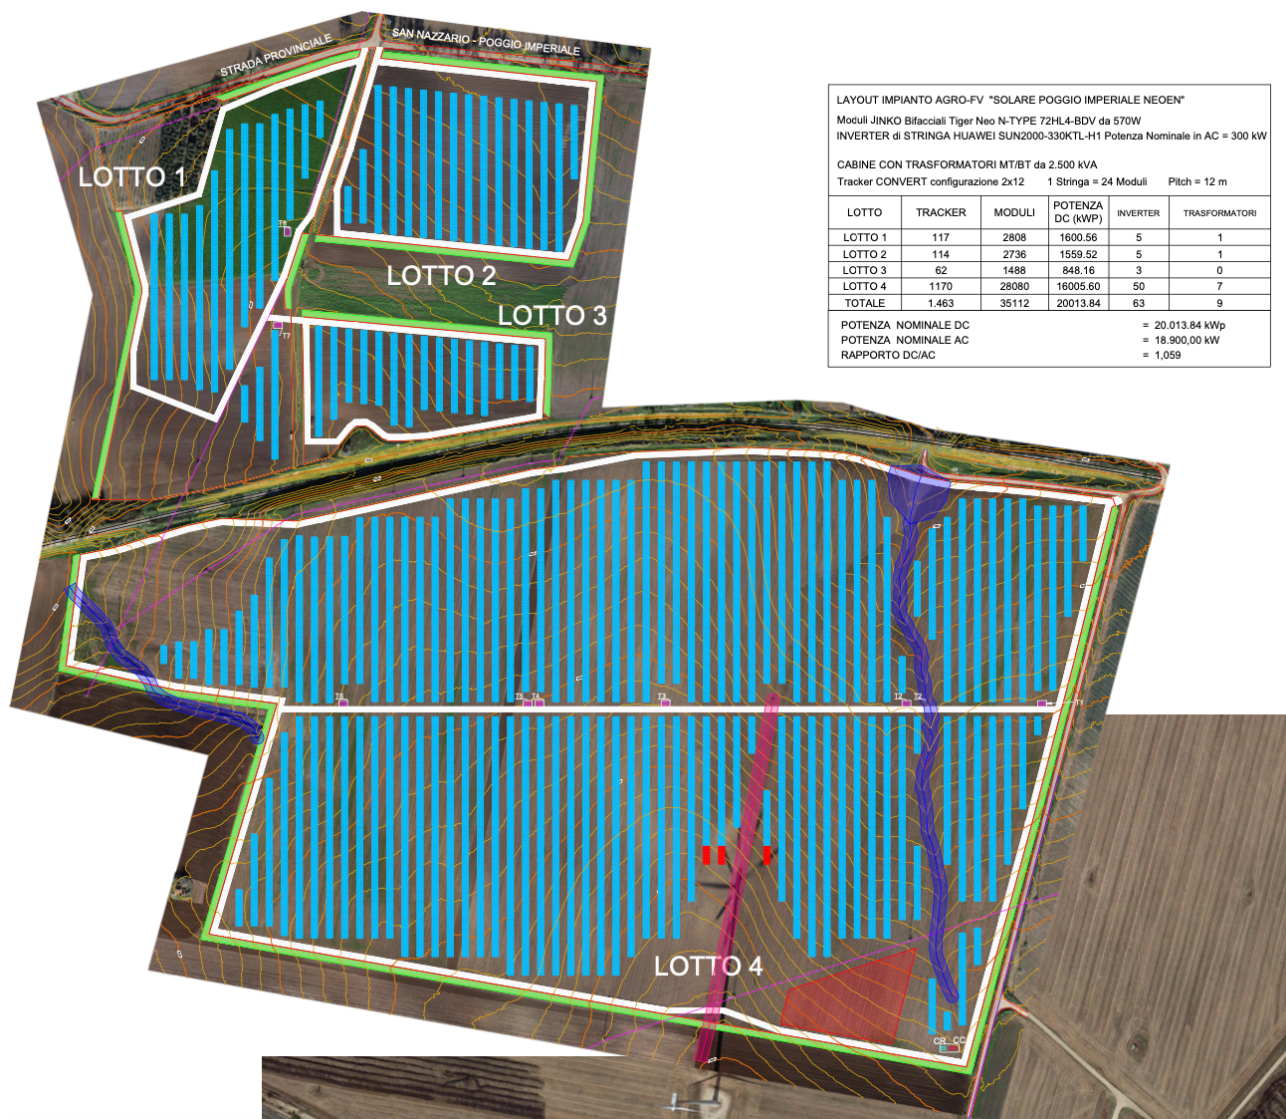 STRADA PROVINCIALE
SAN NAZZARIO - POGGIO IMPERIALE
LAYOUT IMPIANTO AGRO-FV "SOLARE POGGIO IMPERIALE NEOEN"
Moduli JINKO Bifacciali Tiger Neo N-TYPE 72HL4-BDV da 570W
INVERTER di STRINGA HUAWEI SUN2000-330KTL-H1 Potenza Nominale in AC = 300 kW
CABINE CON TRASFORMATORI MT/BT da 2.500 kVA
Tracker CONVERT configurazione 2x12 1 Stringa = 24 Moduli Pitch = 12 m
LOTTO TRACKER MODULI POTENZA DC (kWP) INVERTER TRASFORMATORI
LOTTO 1 117 2808 1600.56 5 1
LOTTO 2 114 2736 1559.52 5 1
LOTTO 3 62 1488 848.16 3 0
LOTTO 4 1170 28080 16005.60 50 7
TOTALE 1.463 35112 20013.84 63 9
POTENZA NOMINALE DC = 20.013.84 kWp
POTENZA NOMINALE AC = 18.900,00 kW
RAPPORTO DC/AC = 1,059
LOTTO 1
T8
LOTTO 2
LOTTO 3
T7
T5 T4 T3 T2 T2 T1
LOTTO 4
CR CC